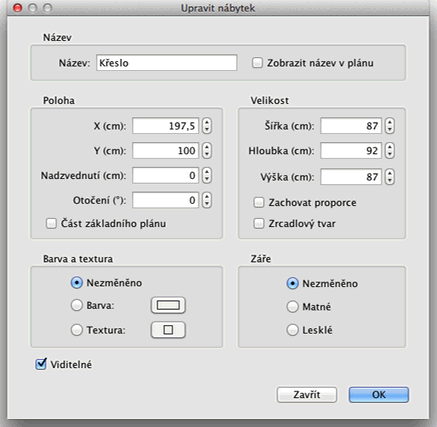 Upravit nábytek
Název
Název: Křeslo Zobrazit název v plánu
Poloha
X (cm): 197,5
Y (cm): 100
Nadzvednutí (cm): 0
Otočení (°): 0
Část základního plánu
Velikost
Šířka (cm): 87
Hloubka (cm): 92
Výška (cm): 87
Zachovat proporce
Zrcadlový tvar
Barva a textura
Nezměněno
Barva:
Textura:
Záře
Nezměněno
Matné
Lesklé
Viditelné
Zavřít OK